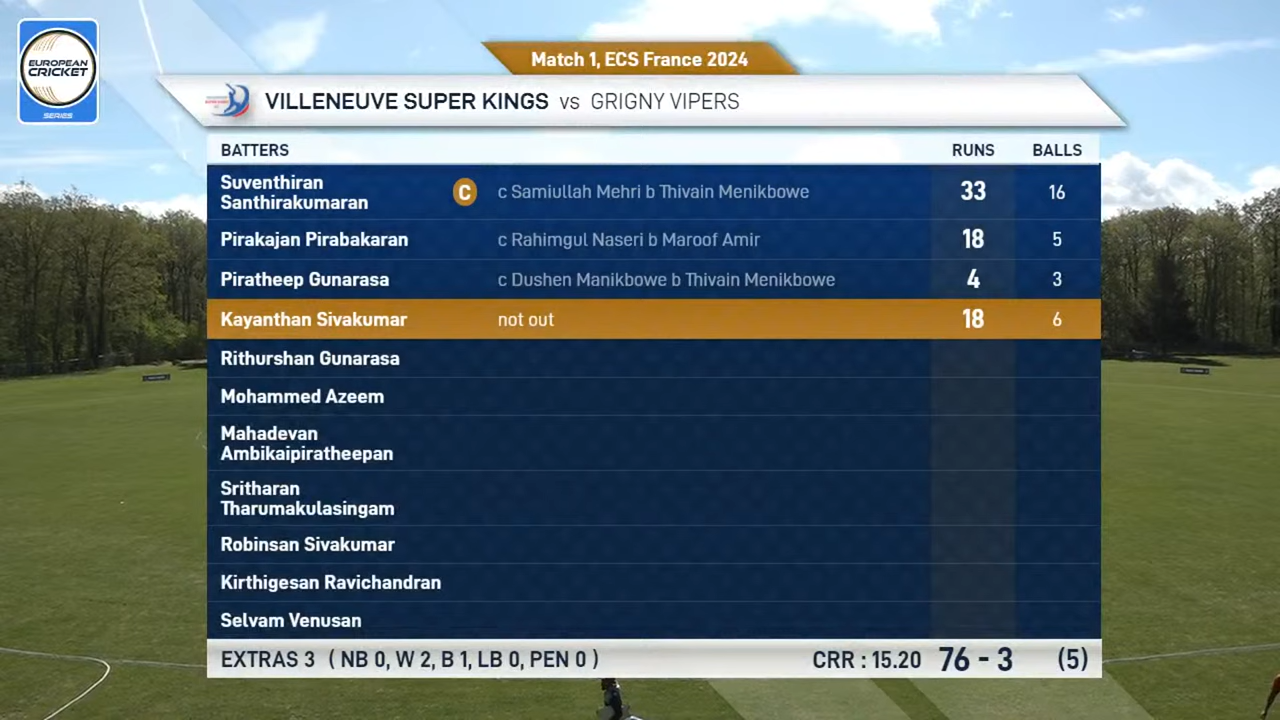 EUROPEAN
CRICKET
SERIES
Match 1, ECS France 2024
VILLENEUVE SUPER KINGS vs GRIGNY VIPERS
BATTERS RUNS BALLS
Suventhiran
Santhirakumaran C c Samiullah Mehri b Thivain Menikbowe 33 16
Pirakajan Pirabakaran c Rahimgul Naseri b Maroof Amir 18 5
Piratheep Gunarasa c Dushen Manikbowe b Thivain Menikbowe 4 3
Kayanthan Sivakumar not out 18 6
Rithurshan Gunarasa
Mohammed Azeem
Mahadevan
Ambikaipiratheepan
Sritharan
Tharumakulasingam
Robinsan Sivakumar
Kirthigesan Ravichandran
Selvam Venusan
EXTRAS 3 ( NB 0, W 2, B 1, LB 0, PEN 0 ) CRR : 15.20 76 - 3 (5)